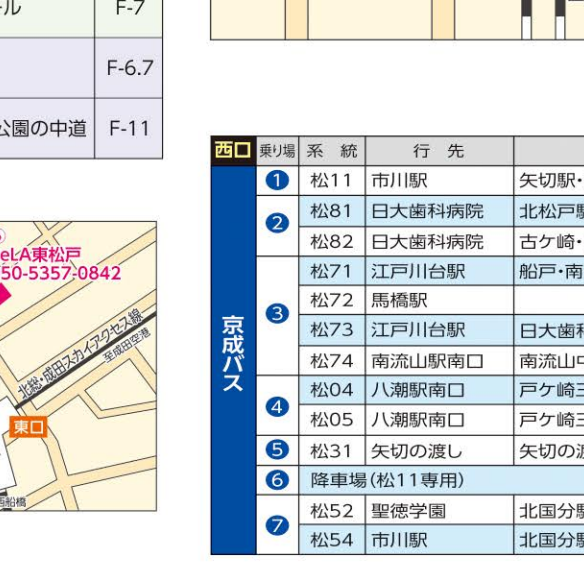 ール F-7
F-6.7
公園の中道 F-11
eLA東松戸
50-5357-0842
北総・成田スカイアクセス線
至成田空港
東口
西船橋
西口 乗り場 系 統 行 先
京成バス
1 松11 市川駅 矢切駅・
2 松81 日大歯科病院 北松戸駅
松82 日大歯科病院 古ケ崎・
3 松71 江戸川台駅 船戸・南
松72 馬橋駅
松73 江戸川台駅 日大歯科
松74 南流山駅南口 南流山中
4 松04 八潮駅南口 戸ケ崎三
松05 八潮駅南口 戸ケ崎三
5 松31 矢切の渡し 矢切の渡
6 降車場(松11専用)
7 松52 聖徳学園 北国分駅
松54 市川駅 北国分駅